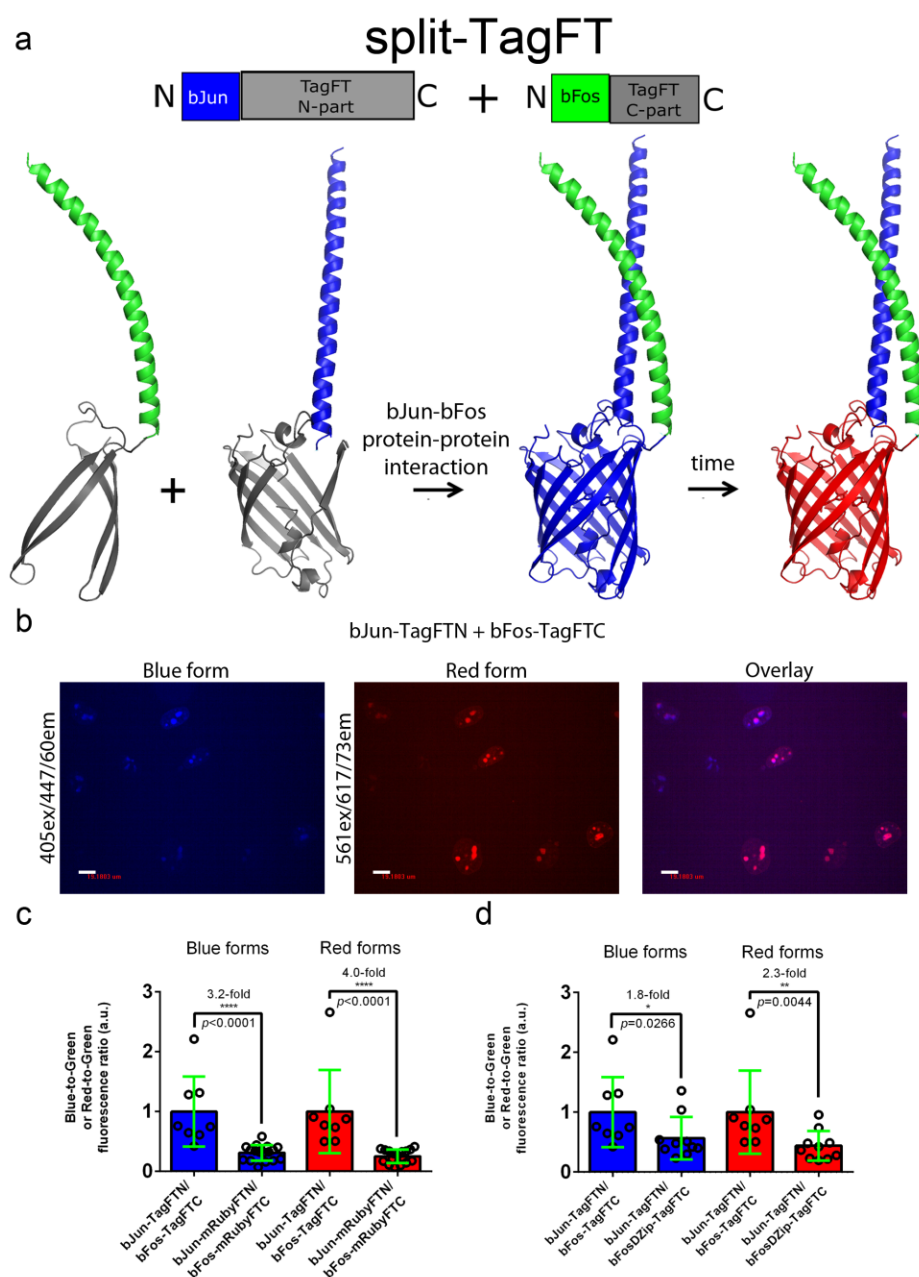 a
split-TagFT
N bJun TagFT C + N bFos TagFT C
N-part C-part
+
bJun-bFos
protein-protein
interaction
time
b
bJun-TagFTN + bFos-TagFTC
Blue form Red form Overlay
405ex/447/60em
561ex/617/73em
c
Blue forms Red forms
3.2-fold
****
p<0.0001
4.0-fold
****
p<0.0001
Blue-to-Green
or Red-to-Green
fluorescence ratio (a.u.)
3
2
1
0
bJun-TagFTN/
bFos-TagFTC
bJun-mRubyFTN/
bFos-mRubyFTC
bJun-TagFTN/
bFos-TagFTC
bJun-mRubyFTN/
bFos-mRubyFTC
d
Blue forms Red forms
1.8-fold
*
p=0.0266
2.3-fold
**
p=0.0044
Blue-to-Green
or Red-to-Green
fluorescence ratio (a.u.)
3
2
1
0
bJun-TagFTN/
bFos-TagFTC
bJun-TagFTN/
bFosDZip-TagFTC
bJun-TagFTN/
bFos-TagFTC
bJun-TagFTN/
bFosDZip-TagFTC